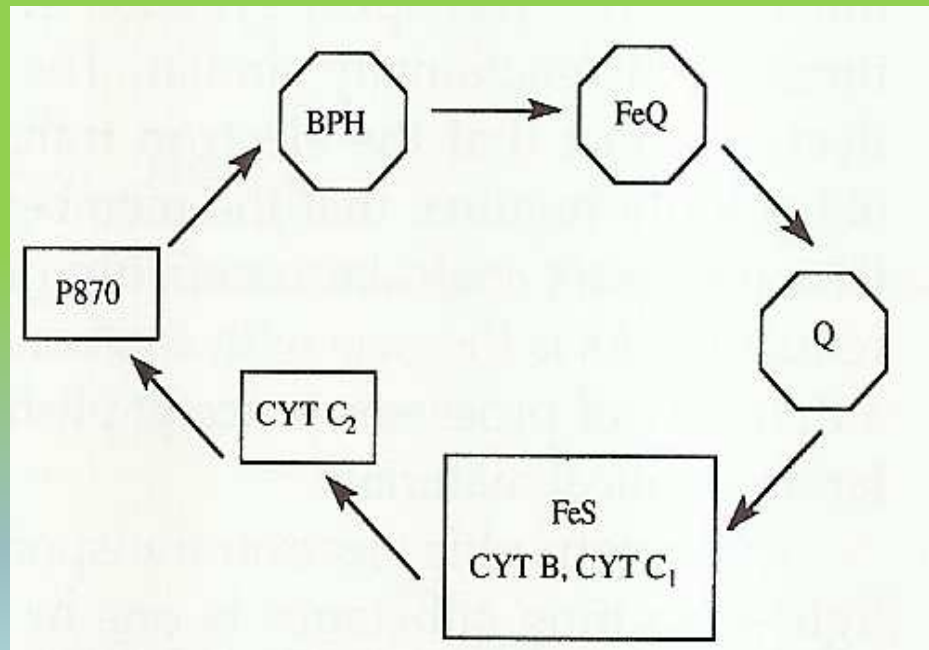 BPH
FeQ
P870
Q
CYT C₂
FeS
CYT B, CYT C₁